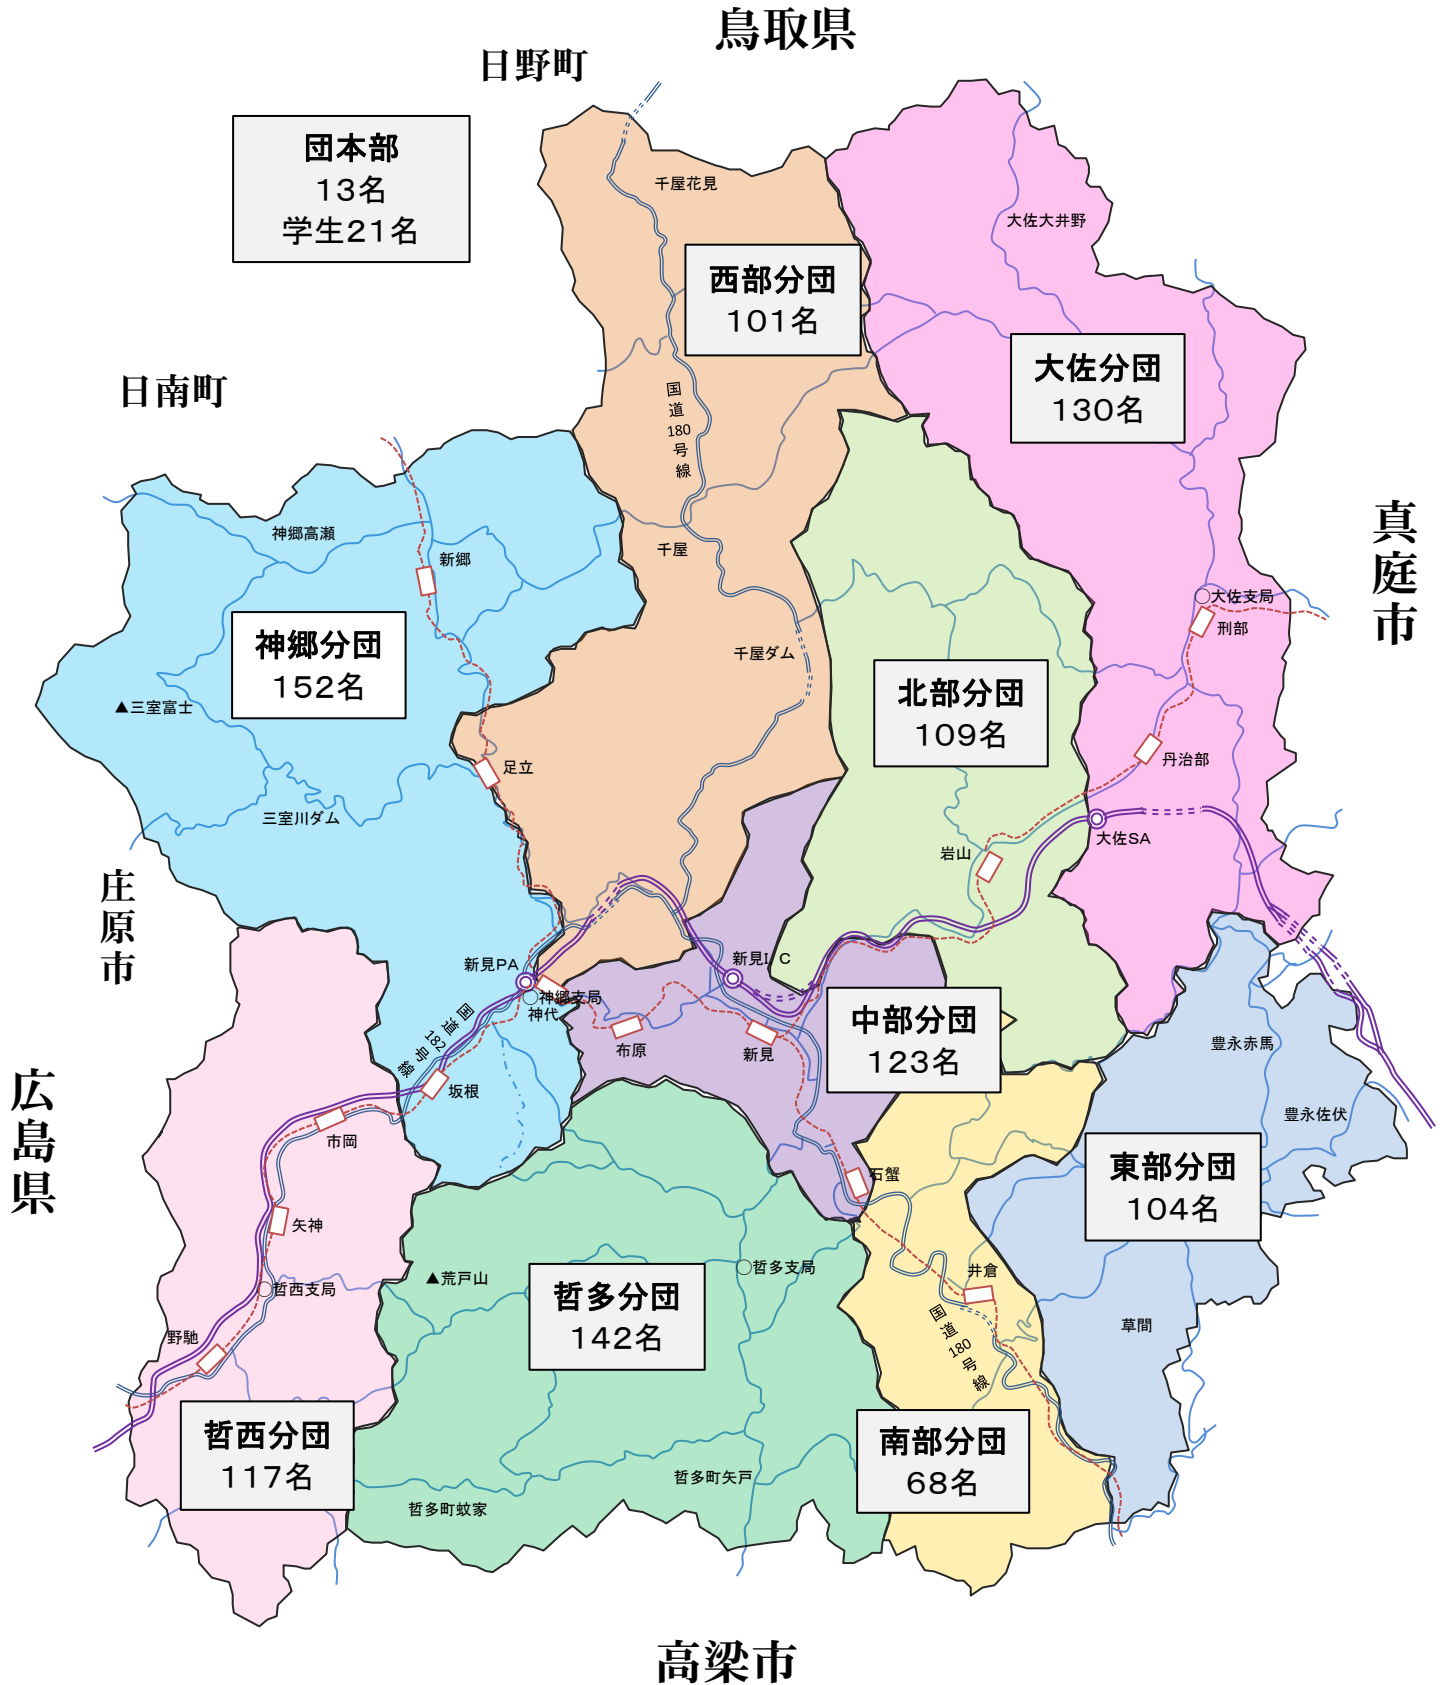 鳥取県
日野町
団本部
13名
学生21名
千屋花見
大佐大井野
西部分団
101名
大佐分団
130名
日南町
国道180号線
真庭市
神郷高瀬
新郷
千屋
大佐支局
刑部
神郷分団
152名
千屋ダム
北部分団
109名
▲三室富士
足立
丹治部
三室川ダム
大佐SA
岩山
庄原市
新見PA
新見I.C
神郷支局
神代
国道182号線
布原
新見
中部分団
123名
豊永赤馬
坂根
豊永佐伏
広島県
市岡
東部分団
104名
石蟹
矢神
▲荒戸山
哲多支局
井倉
哲西支局
哲多分団
142名
国道180号線
草間
野馳
哲西分団
117名
南部分団
68名
哲多町矢戸
哲多町蚊家
高梁市